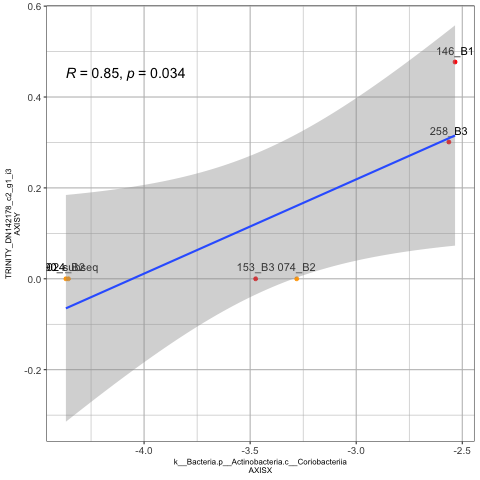 0.6
0.4
0.2
0.0
-0.2
R = 0.85, p = 0.034
146_B1
258_B3
153_B3 074_B2
-4.0 -3.5 -3.0 -2.5
k__Bacteria.p__Actinobacteria.c__Coriobacteriia
AXISX
TRINITY_DN142178_c2_g1_i3
AXISY